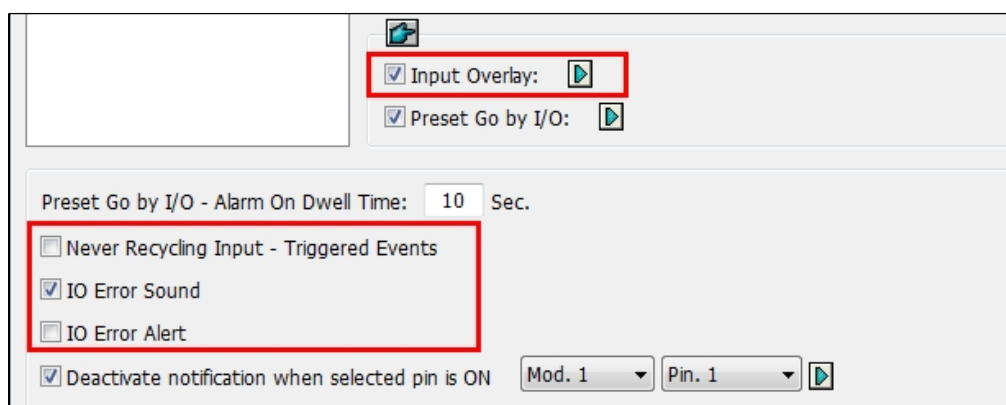 Input Overlay:
Preset Go by I/O:
Preset Go by I/O - Alarm On Dwell Time: 10 Sec.
Never Recycling Input - Triggered Events
IO Error Sound
IO Error Alert
Deactivate notification when selected pin is ON Mod. 1 Pin. 1